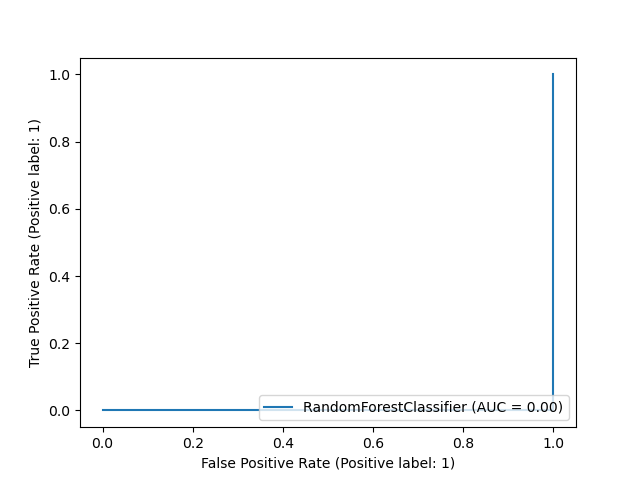 1.0
0.8
0.6
0.4
0.2
0.0
True Positive Rate (Positive label: 1)
RandomForestClassifier (AUC = 0.00)
0.0 0.2 0.4 0.6 0.8 1.0
False Positive Rate (Positive label: 1)